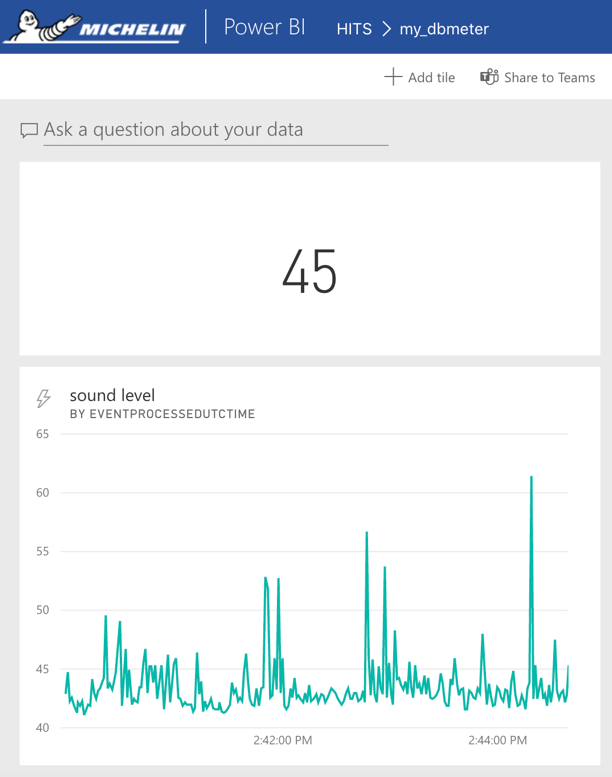 MICHELIN Power BI HITS > my_dbmeter
+ Add tile Share to Teams
Ask a question about your data
45
sound level
BY EVENTPROCESSEDUTCTIME
65
60
55
50
45
40
2:42:00 PM 2:44:00 PM